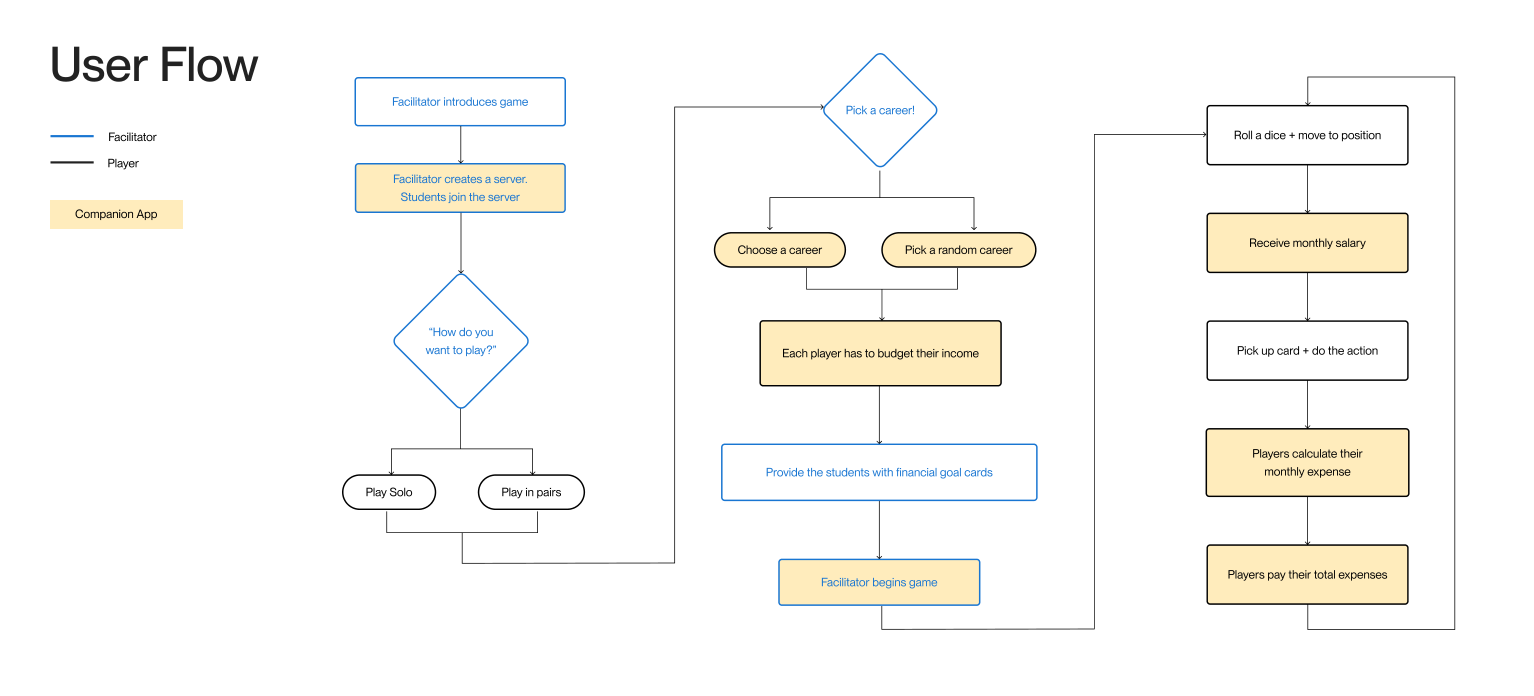 User Flow
Facilitator
Player
Companion App
Facilitator introduces game
Facilitator creates a server.
Students join the server
“How do you
want to play?”
Play Solo
Play in pairs
Pick a career!
Choose a career
Pick a random career
Each player has to budget their income
Provide the students with financial goal cards
Facilitator begins game
Roll a dice + move to position
Receive monthly salary
Pick up card + do the action
Players calculate their
monthly expense
Players pay their total expenses